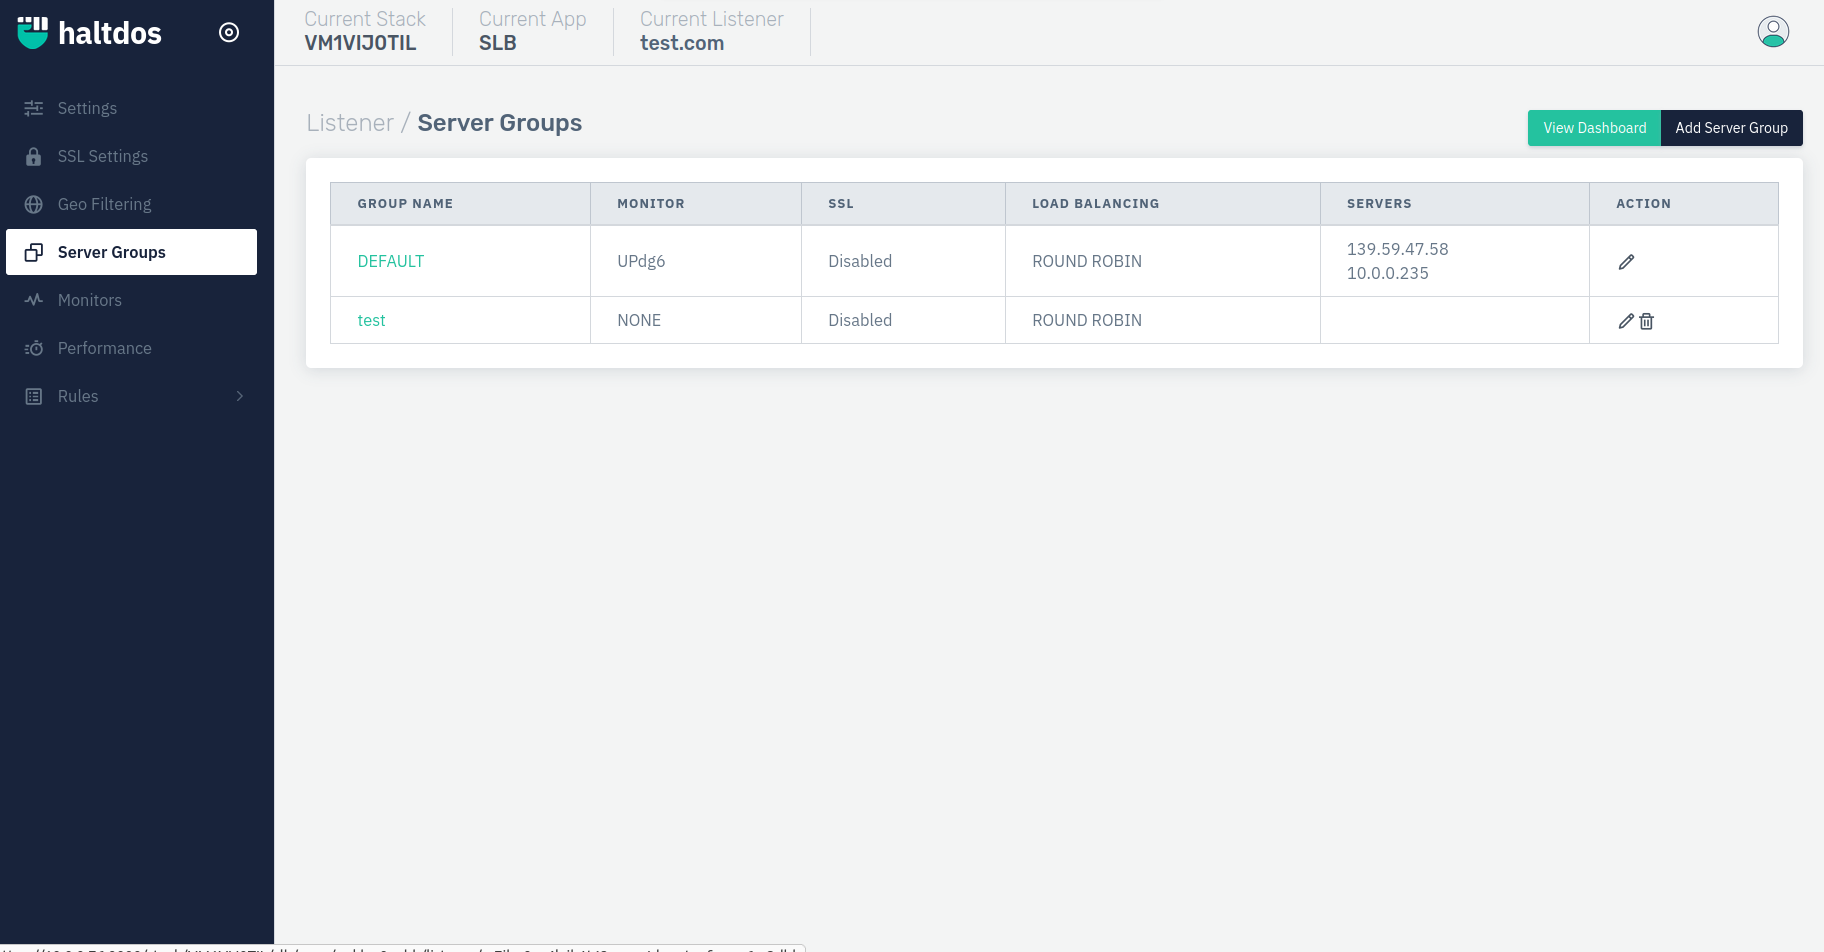 haltdos
Settings
SSL Settings
Geo Filtering
Server Groups
Monitors
Performance
Rules
Current Stack
VM1VIJ0TIL
Current App
SLB
Current Listener
test.com
Listener / Server Groups
View Dashboard
Add Server Group
GROUP NAME MONITOR SSL LOAD BALANCING SERVERS ACTION
DEFAULT UPdg6 Disabled ROUND ROBIN 139.59.47.58
10.0.0.235
test NONE Disabled ROUND ROBIN